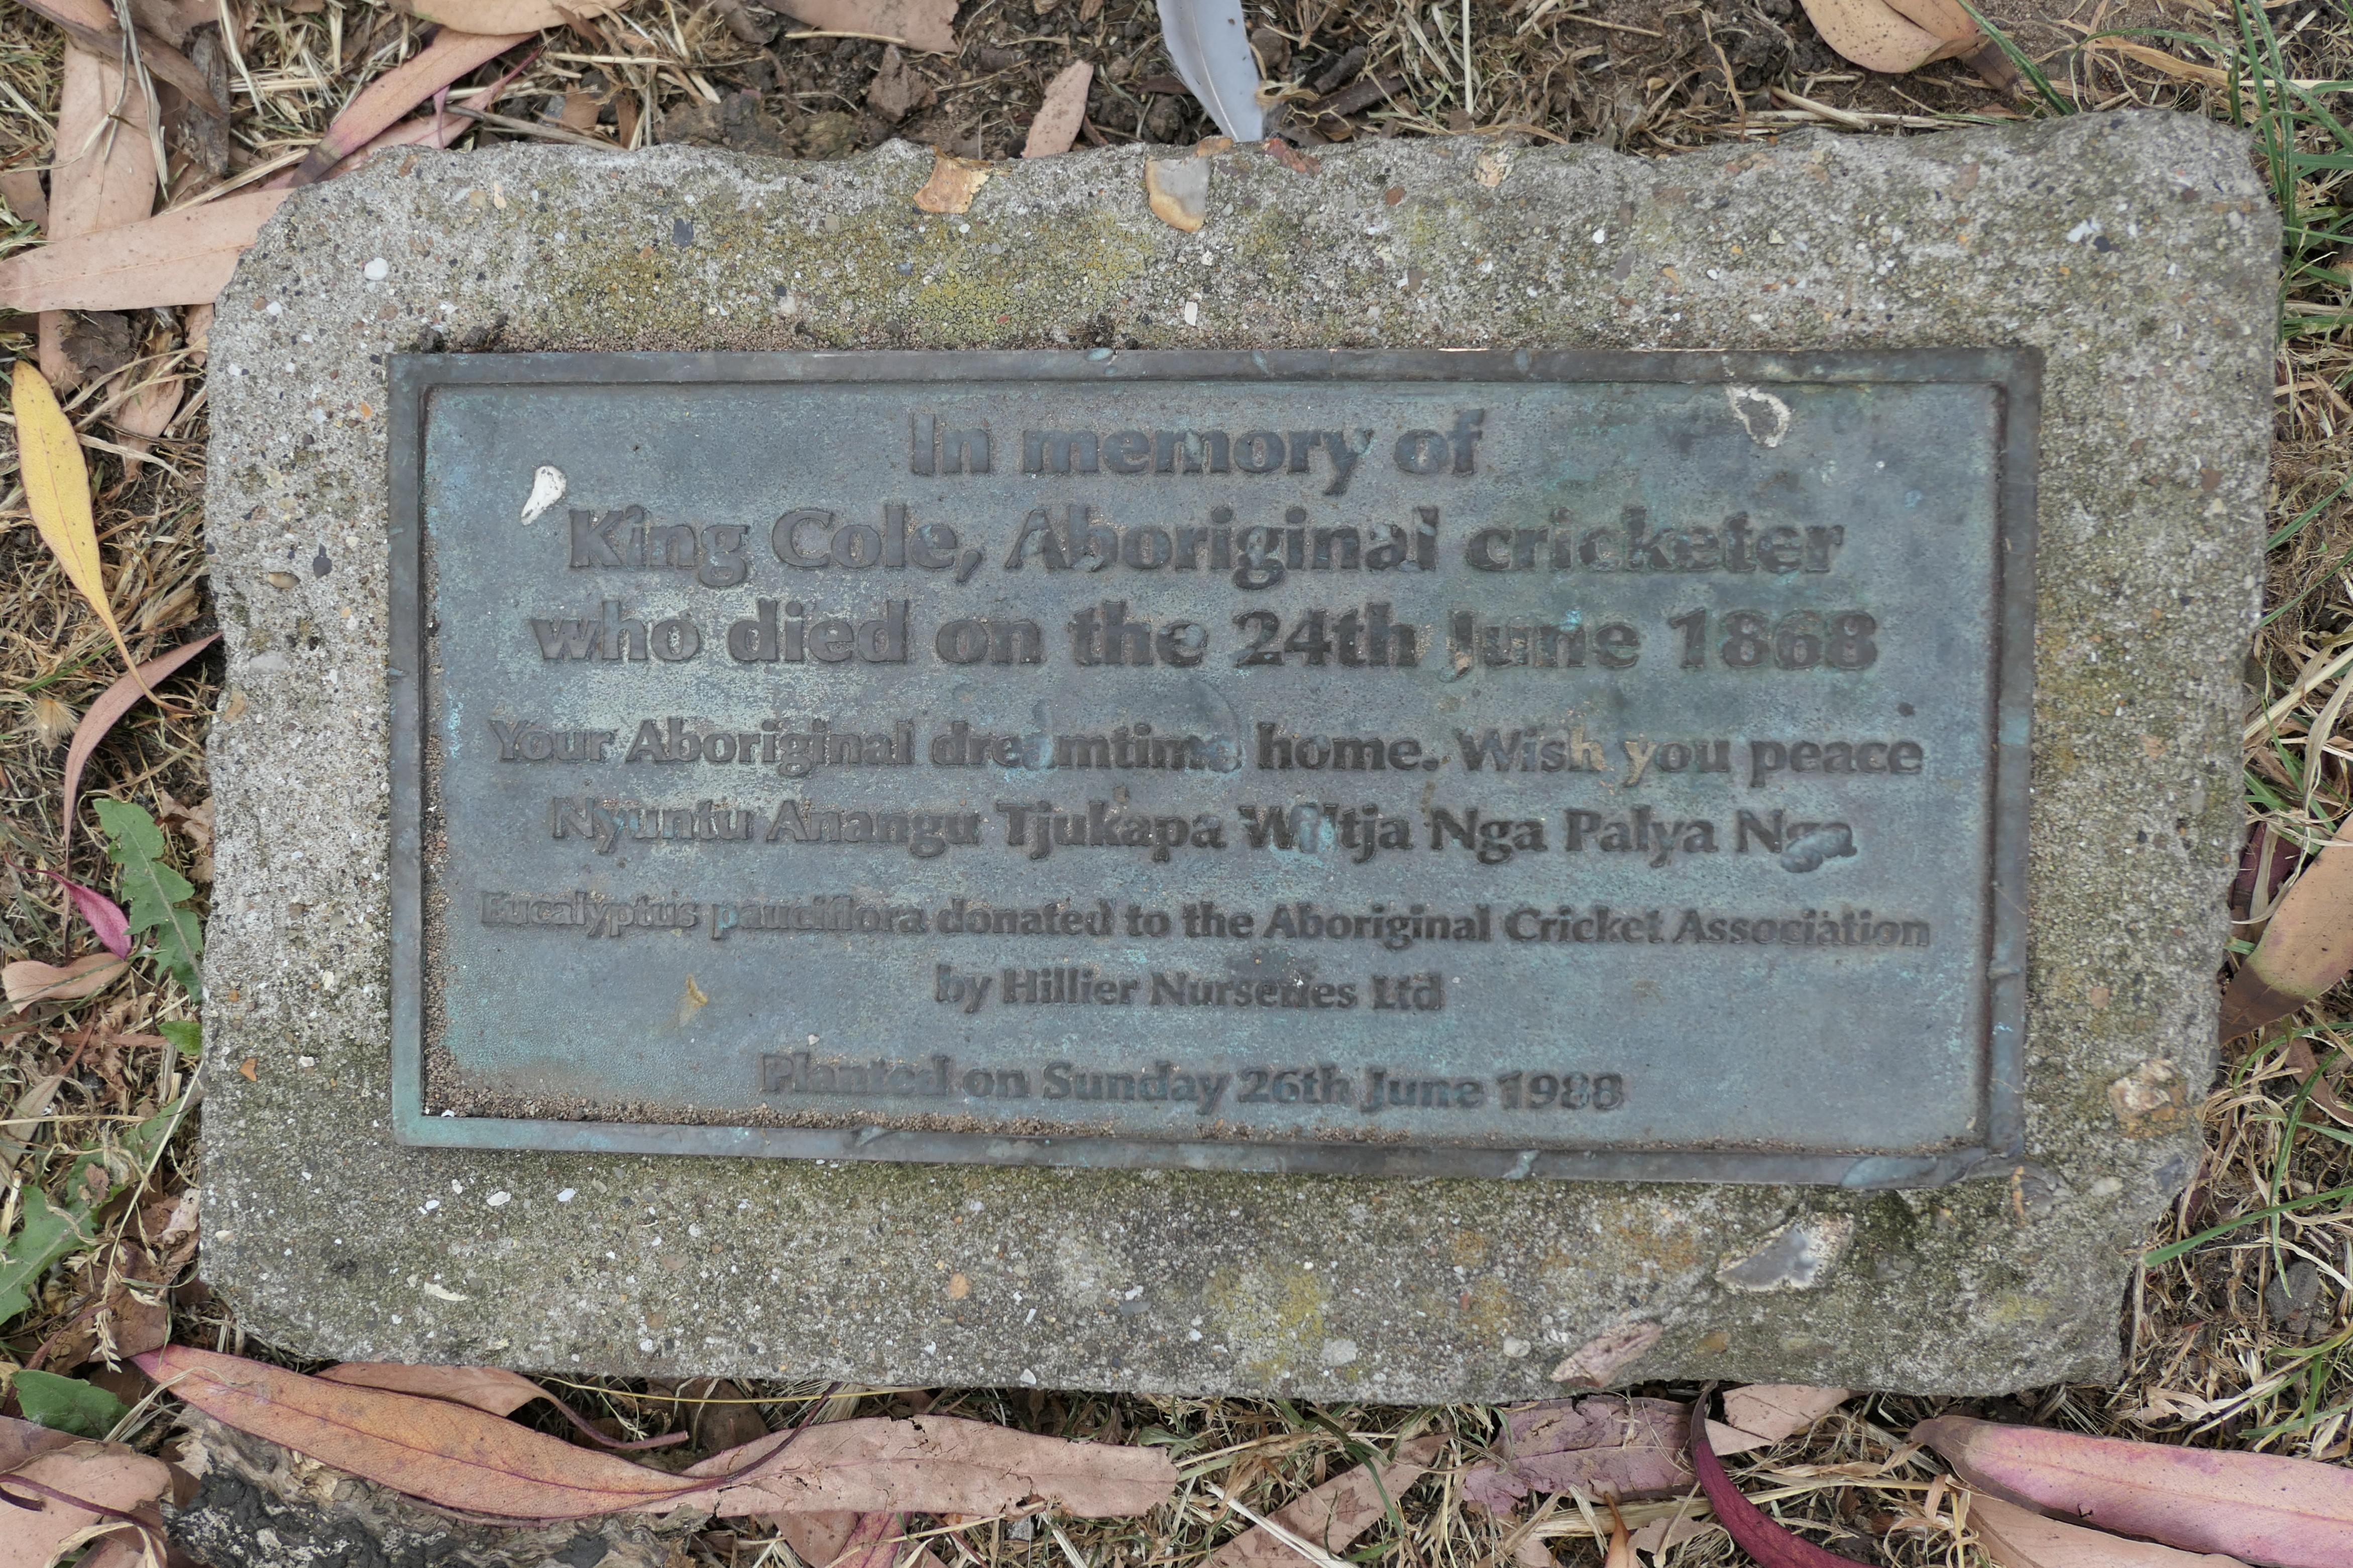 In memory of
King Cole, Aboriginal cricketer
who died on the 24th June 1868
Your Aboriginal dreamtime home. Wish you peace
Nyuntu Anangu Tjukapa Wiltja Nga Palya Nga
Eucalyptus pauciflora donated to the Aboriginal Cricket Association
by Hillier Nurseries Ltd
Planted on Sunday 26th June 1988